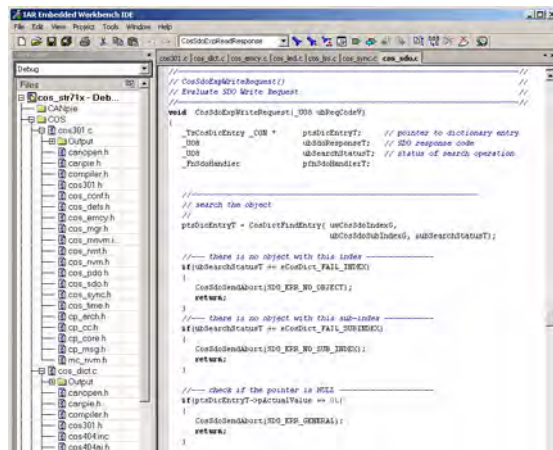 IAR Embedded Workbench IDE
File Edit View Project Tools Window Help
CosSdoExpReadResponse
cos301.c | cos_dict.c | cos_emcy.c | cos_led.c | cos_lss.c | cos_sync.c | cos_sdo.c
Debug
Files
cos_str71x - Deb...
CANpie
COS
cos301.c
Output
canopen.h
canpie.h
compiler.h
cos301.h
cos_conf.h
cos_defs.h
cos_emcy.h
cos_mgr.h
cos_nmt.h
cos_nvm.h
cos_pdo.h
cos_sdo.h
cos_sync.h
cos_time.h
cp_arch.h
cp_cc.h
cp_core.h
cp_msg.h
mc_nvm.h
cos_dict.c
Output
canopen.h
canpie.h
compiler.h
cos301.h
cos404.inc
cos404ai.h
// CosSdoExpWriteRequest()
// Evaluate SDO Write Request
void CosSdoExpWriteRequest(_U08 ubReqCodeV)
{
_TsCosDictEntry _CON * ptsDicEntryT; // pointer to dictionary entry
_U08 ubSdoResponseT; // SDO response code
_U08 ubSearchStatusT; // status of search operation
_FnSdoHandler pfnSdoHandlerT;
// search the object
//
ptsDicEntryT = CosDictFindEntry( uwCosSdoIndexG,
ubCosSdoSubIndexG, &ubSearchStatusT);
//--- there is no object with this index
if(ubSearchStatusT == eCosDict_FAIL_INDEX)
{
CosSdoSendAbort(SDO_ERR_NO_OBJECT);
return;
}
//--- there is no object with this sub-index
if(ubSearchStatusT == eCosDict_FAIL_SUBINDEX)
{
CosSdoSendAbort(SDO_ERR_NO_SUB_INDEX);
return;
}
//--- check if the pointer is NULL
if(ptsDicEntryT->pActualValue == 0L)
{
CosSdoSendAbort(SDO_ERR_GENERAL);
return;
}